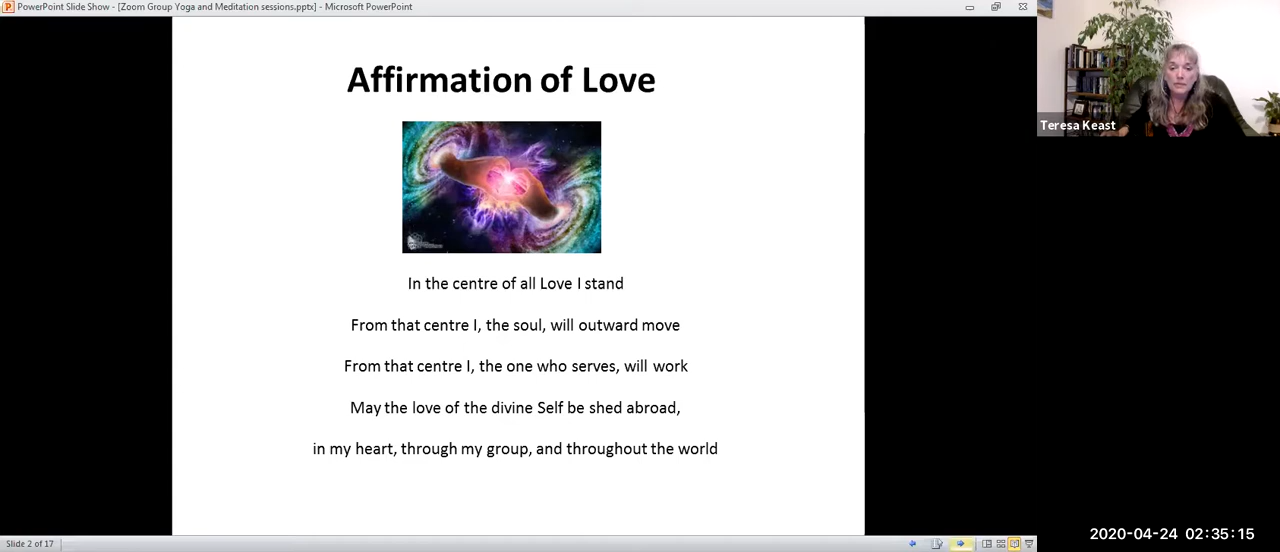 PowerPoint Slide Show - [Zoom Group Yoga and Meditation sessions.pptx] - Microsoft PowerPoint
Affirmation of Love
In the centre of all Love I stand
From that centre I, the soul, will outward move
From that centre I, the one who serves, will work
May the love of the divine Self be shed abroad,
in my heart, through my group, and throughout the world
Slide 2 of 17
Teresa Keast
2020-04-24 02:35:15